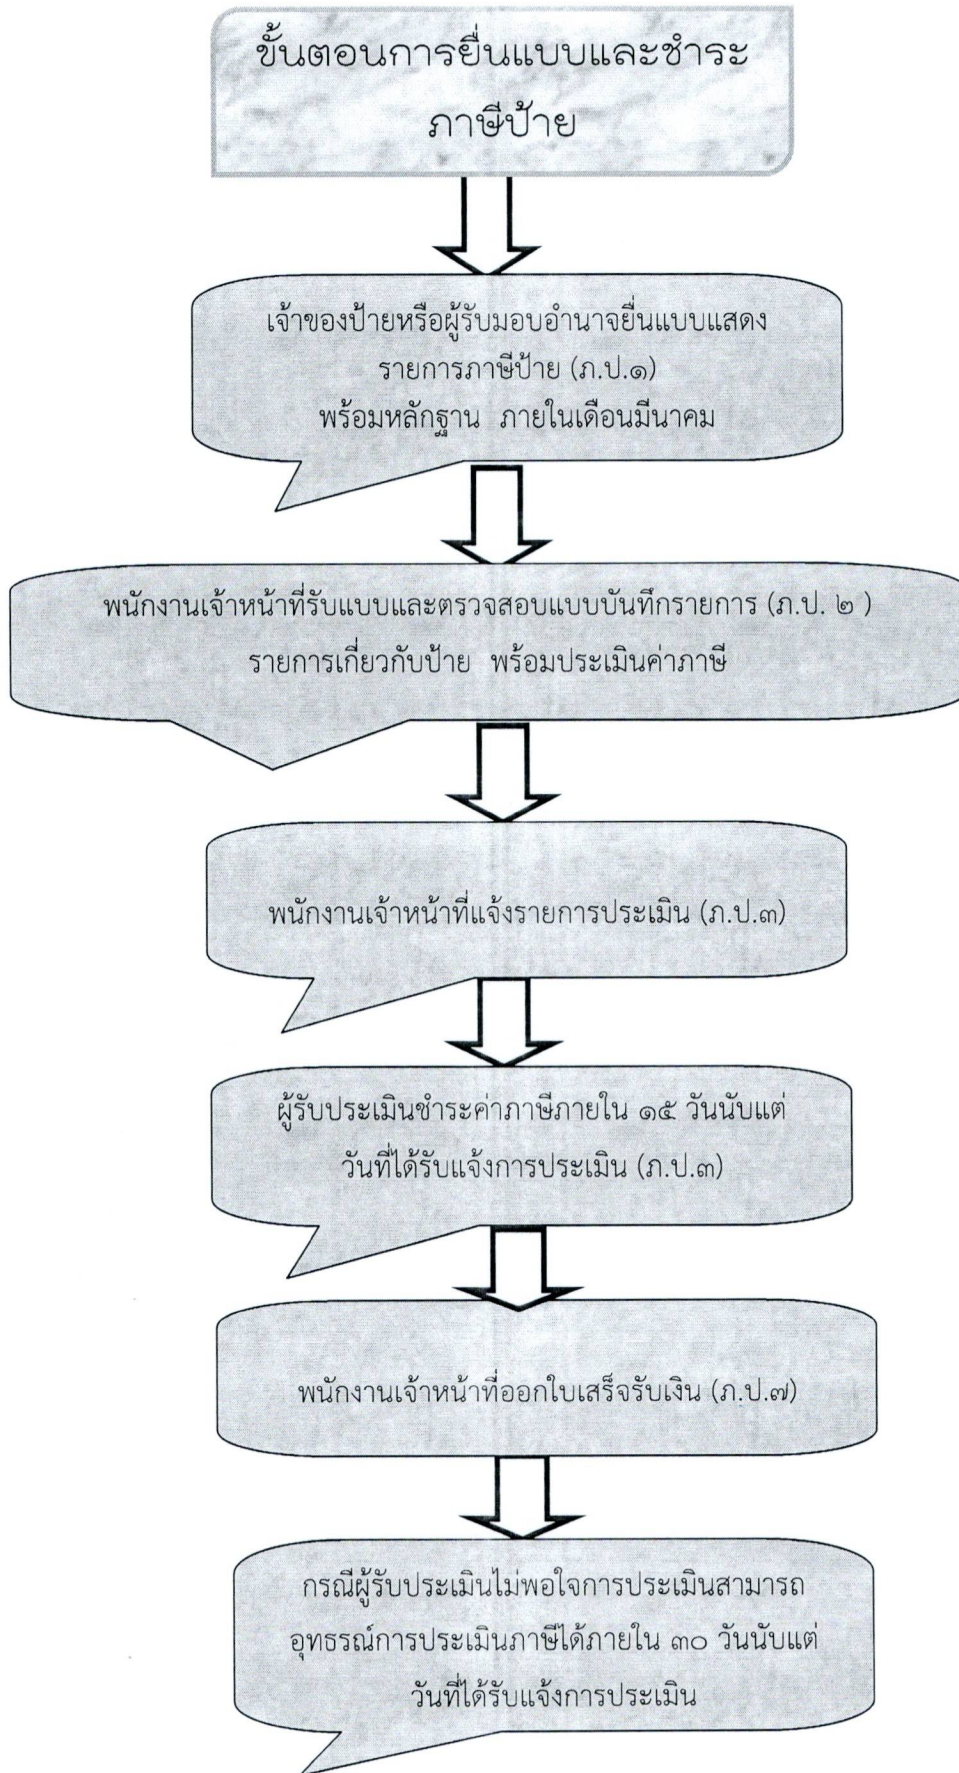 ขั้นตอนการยื่นแบบและชำระ
ภาษีป้าย
เจ้าของป้ายหรือผู้รับมอบอำนาจยื่นแบบแสดง
รายการภาษีป้าย (ภ.ป.๑)
พร้อมหลักฐาน ภายในเดือนมีนาคม
พนักงานเจ้าหน้าที่รับแบบและตรวจสอบแบบบันทึกรายการ (ภ.ป. ๒ )
รายการเกี่ยวกับป้าย พร้อมประเมินค่าภาษี
พนักงานเจ้าหน้าที่แจ้งรายการประเมิน (ภ.ป.๓)
ผู้รับประเมินชำระค่าภาษีภายใน ๑๕ วันนับแต่
วันที่ได้รับแจ้งการประเมิน (ภ.ป.๓)
พนักงานเจ้าหน้าที่ออกใบเสร็จรับเงิน (ภ.ป.๗)
กรณีผู้รับประเมินไม่พอใจการประเมินสามารถ
อุทธรณ์การประเมินภาษีได้ภายใน ๓๐ วันนับแต่
วันที่ได้รับแจ้งการประเมิน